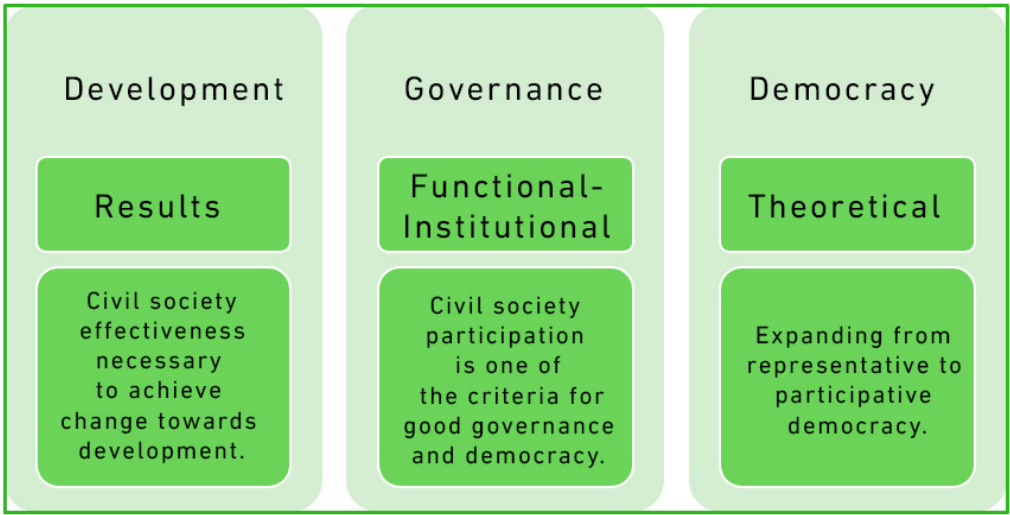 Development
Results
Civil society
effectiveness
necessary
to achieve
change towards
development.
Governance
Functional-
Institutional
Civil society
participation
is one of
the criteria for
good governance
and democracy.
Democracy
Theoretical
Expanding from
representative to
participative
democracy.